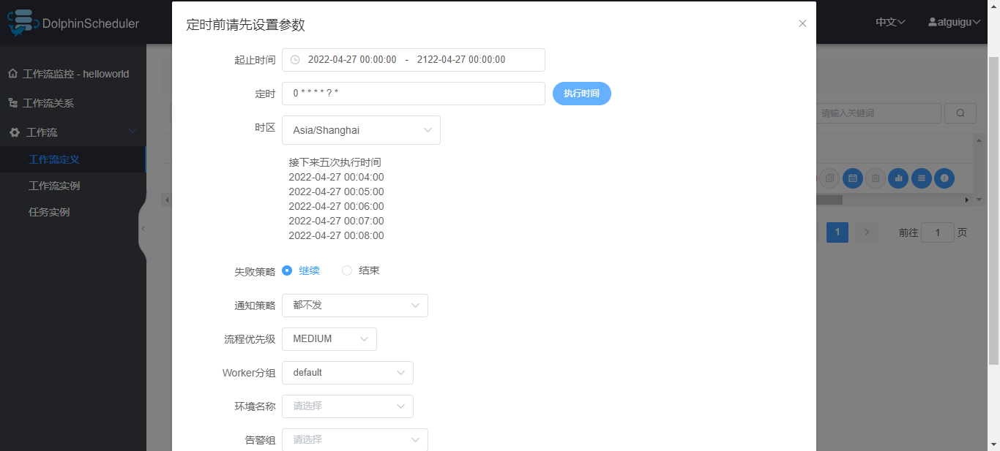 DolphinScheduler
中文
atguigu
工作流监控 - helloworld
工作流关系
工作流
工作流定义
工作流实例
任务实例
定时前请先设置参数
起止时间
2022-04-27 00:00:00 - 2122-04-27 00:00:00
定时
0 * * * * ? *
执行时间
时区
Asia/Shanghai
接下来五次执行时间
2022-04-27 00:04:00
2022-04-27 00:05:00
2022-04-27 00:06:00
2022-04-27 00:07:00
2022-04-27 00:08:00
失败策略
继续
结束
通知策略
都不发
流程优先级
MEDIUM
Worker分组
default
环境名称
请选择
告警组
请选择
请输入关键词
1
前往
1
页